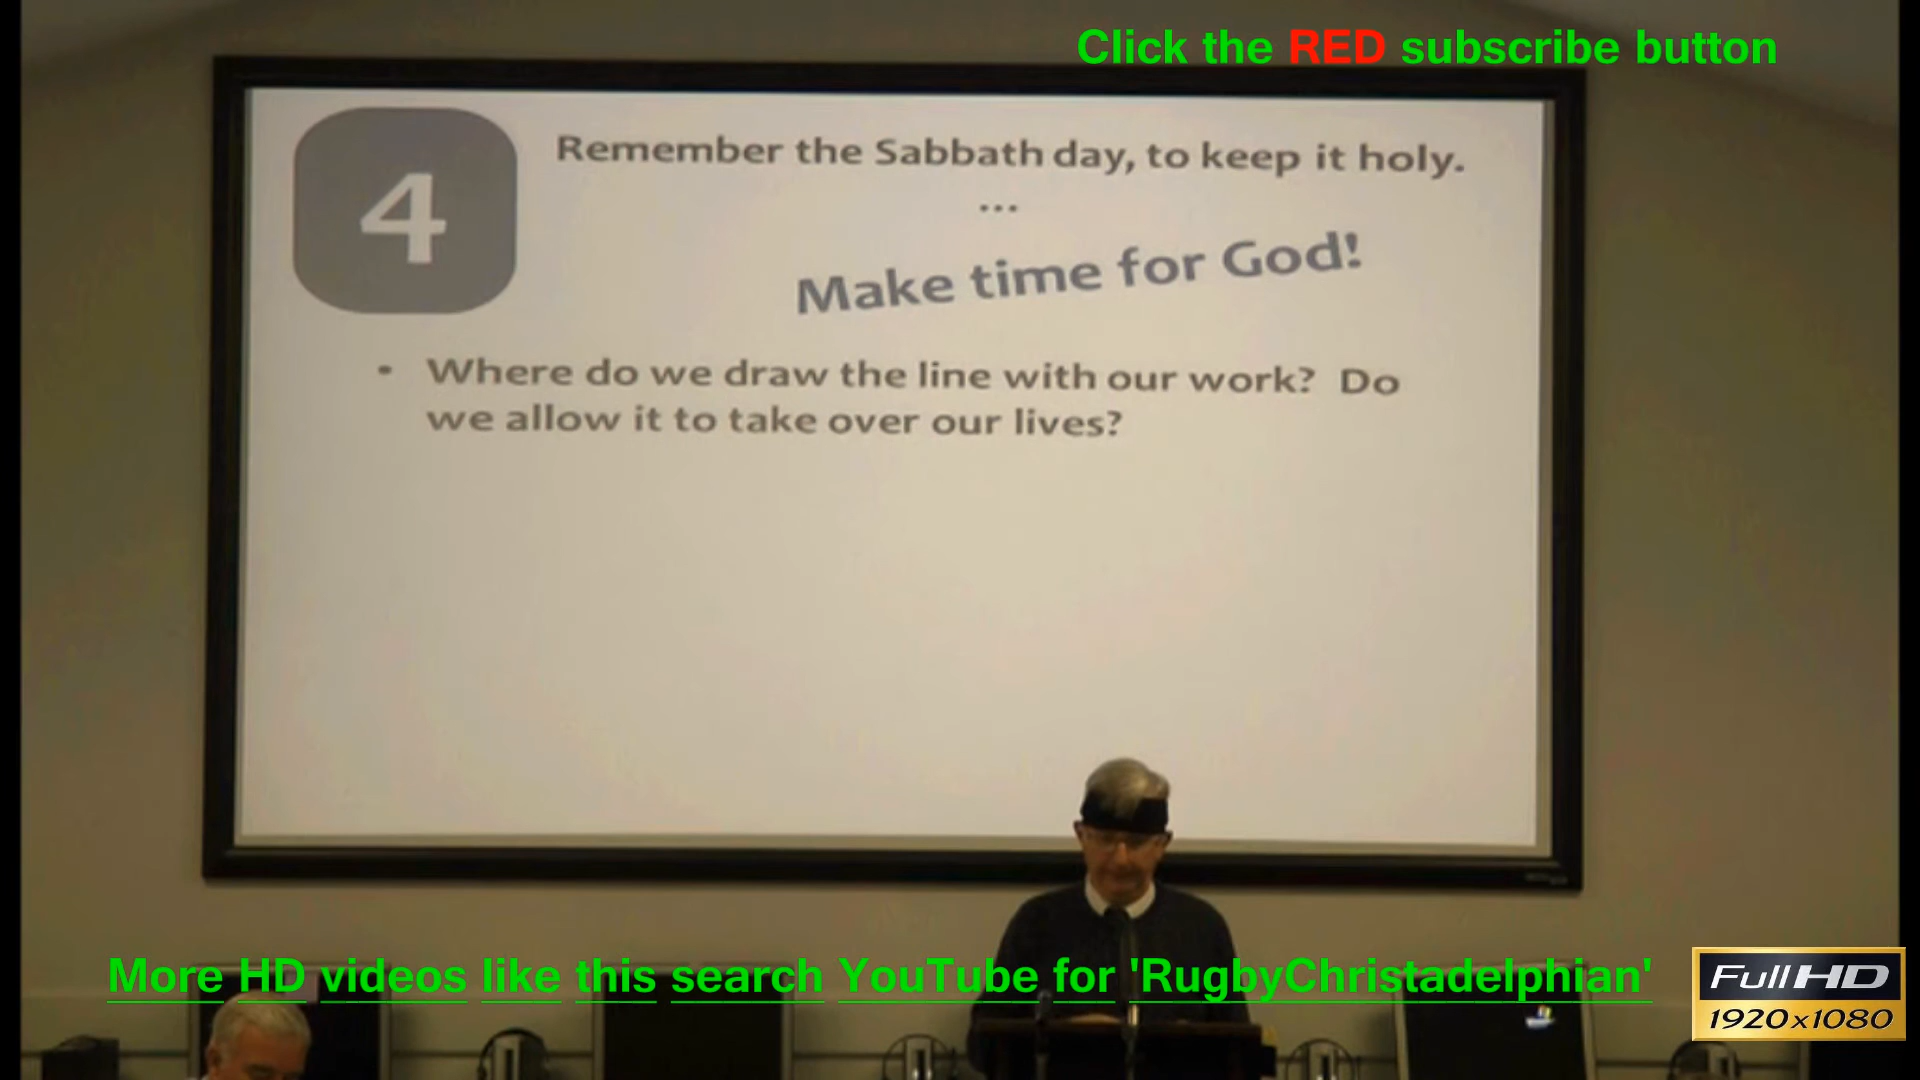 Click the RED subscribe button
4
Remember the Sabbath day, to keep it holy.
...
Make time for God!
• Where do we draw the line with our work? Do
we allow it to take over our lives?
More HD videos like this search YouTube for 'RugbyChristadelphian'
Full HD
1920x1080